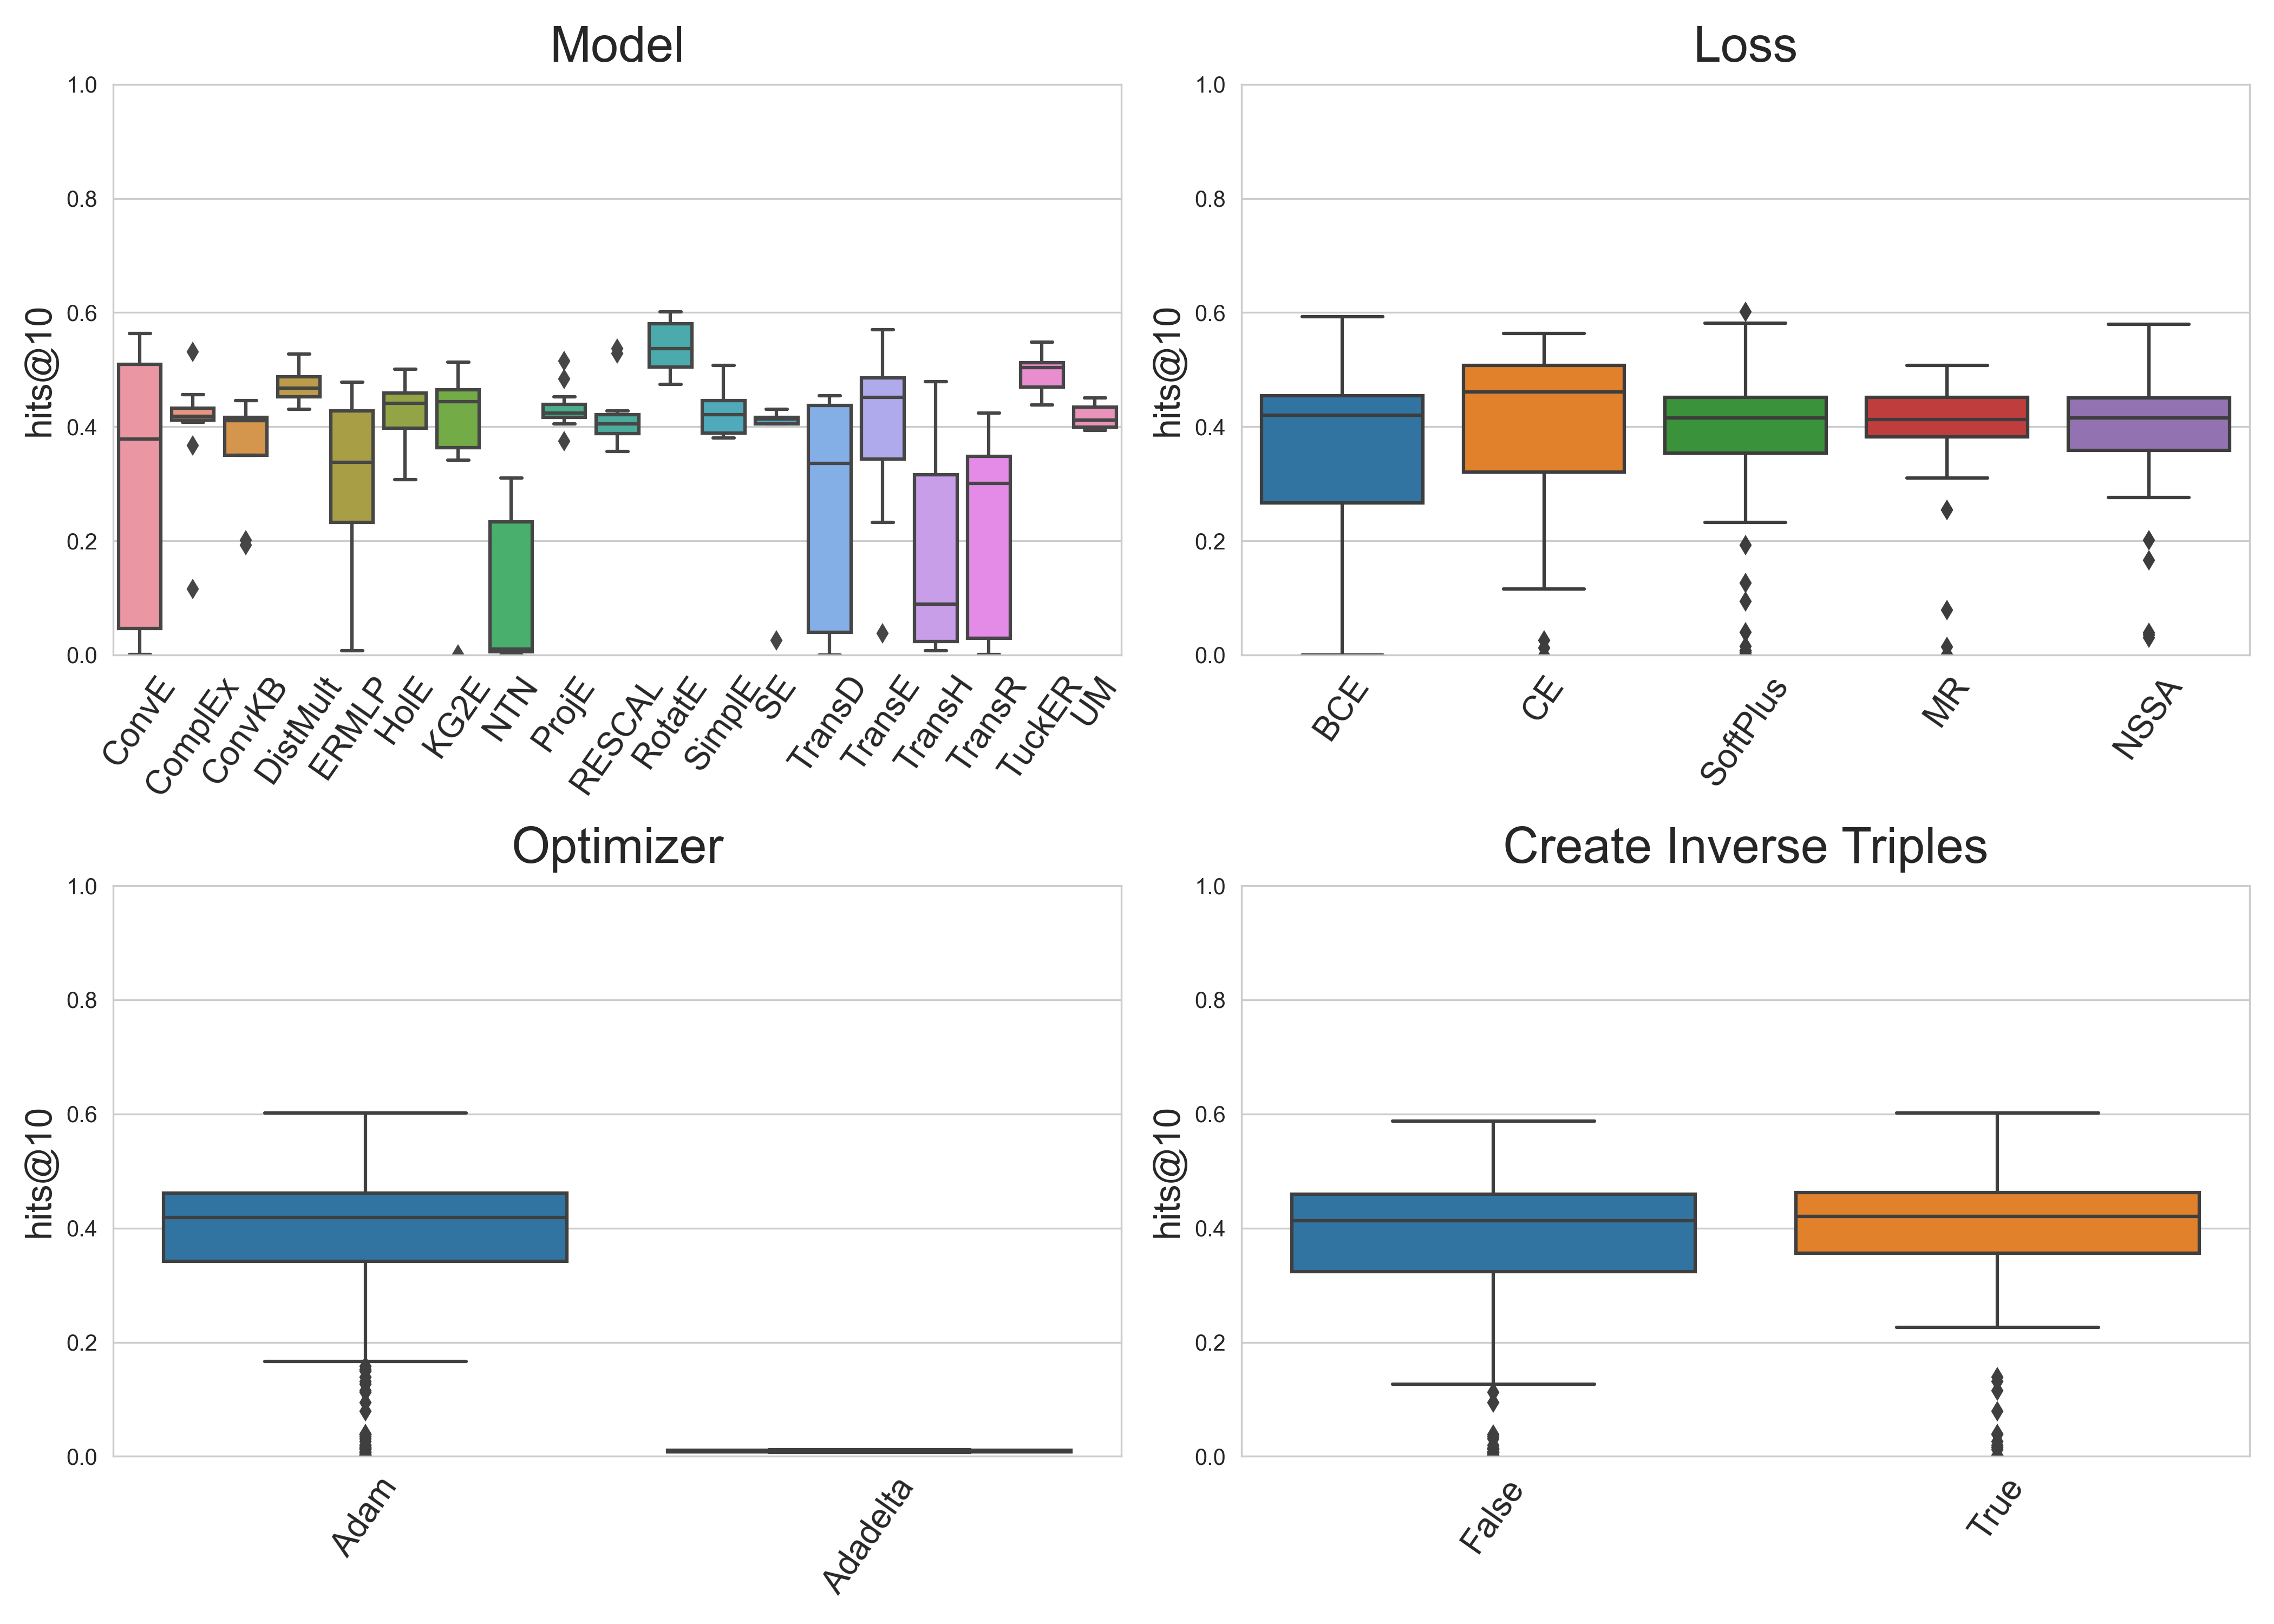 Model
1.0
0.8
0.6
0.4
0.2
0.0
hits@10
ConvE
ComplEx
ConvKB
DistMult
ERMLP
HolE
KG2E
NTN
ProjE
RESCAL
RotatE
SimplE
SE
TransD
TransE
TransH
TransR
TuckER
UM
Loss
1.0
0.8
0.6
0.4
0.2
0.0
hits@10
BCE
CE
SoftPlus
MR
NSSA
Optimizer
1.0
0.8
0.6
0.4
0.2
0.0
hits@10
Adam
Adadelta
Create Inverse Triples
1.0
0.8
0.6
0.4
0.2
0.0
hits@10
False
True